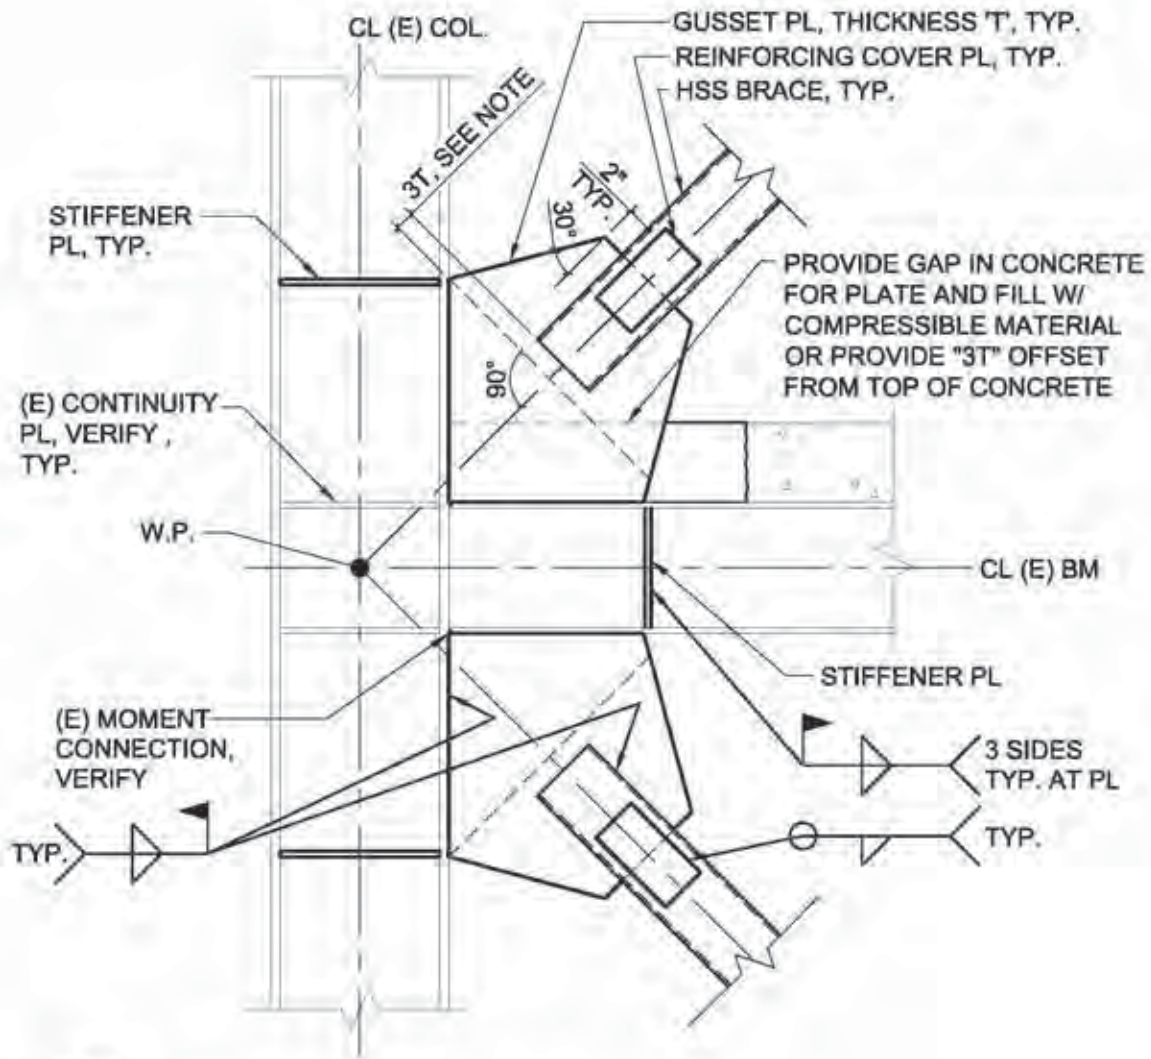 CL (E) COL.
GUSSET PL, THICKNESS 'T', TYP.
REINFORCING COVER PL, TYP.
HSS BRACE, TYP.
3T, SEE NOTE
2"
TYP.
30°
STIFFENER
PL, TYP.
PROVIDE GAP IN CONCRETE
FOR PLATE AND FILL W/
COMPRESSIBLE MATERIAL
OR PROVIDE "3T" OFFSET
FROM TOP OF CONCRETE
90°
(E) CONTINUITY
PL, VERIFY ,
TYP.
W.P.
CL (E) BM
STIFFENER PL
(E) MOMENT
CONNECTION,
VERIFY
3 SIDES
TYP. AT PL
TYP.
TYP.